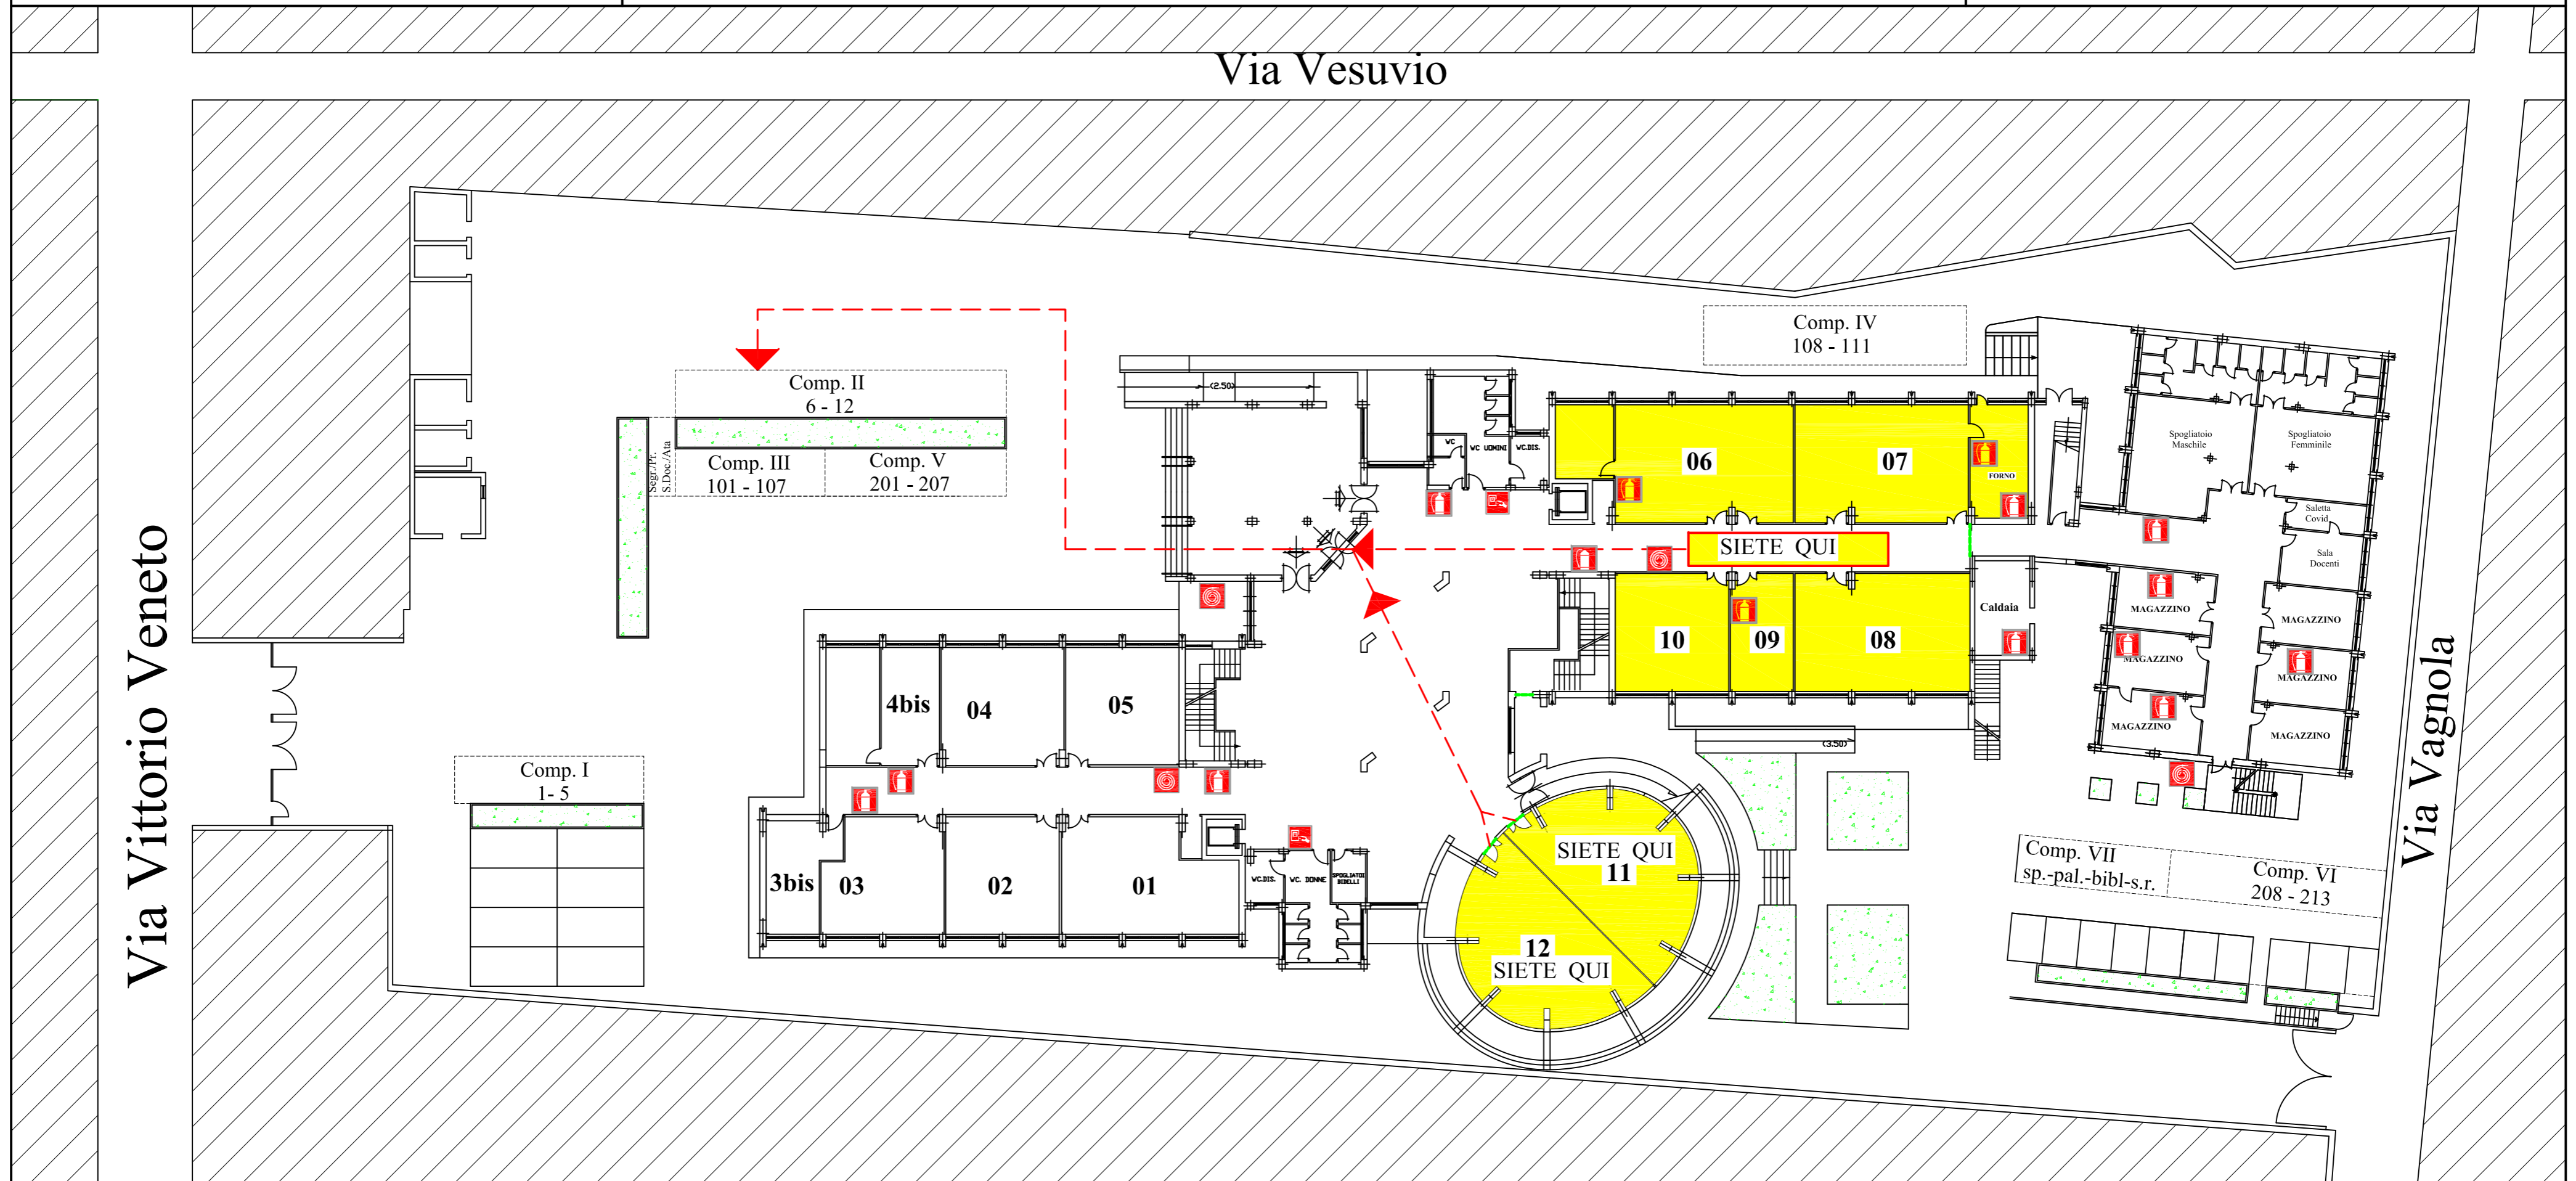 Via Vesuvio
Via Vittorio Veneto
Via Vagnola
Comp. IV
108 - 111
Comp. II
6 - 12
Segr./Pr.
S.Doc./Ata
Comp. III
101 - 107
Comp. V
201 - 207
(2.50)
WC
WC UOMINI
WC.DIS.
06
07
FORNO
SIETE QUI
10
09
08
Caldaia
(3.50)
Spogliatoio
Maschile
Spogliatoio
Femminile
Saletta
Covid
Sala
Docenti
MAGAZZINO
MAGAZZINO
MAGAZZINO
MAGAZZINO
MAGAZZINO
MAGAZZINO
4bis
04
05
Comp. I
1- 5
3bis
03
02
01
WC.DIS.
WC. DONNE
SPOGLIATOI
BIDELLI
SIETE QUI
11
12
SIETE QUI
Comp. VII
sp.-pal.-bibl-s.r.
Comp. VI
208 - 213